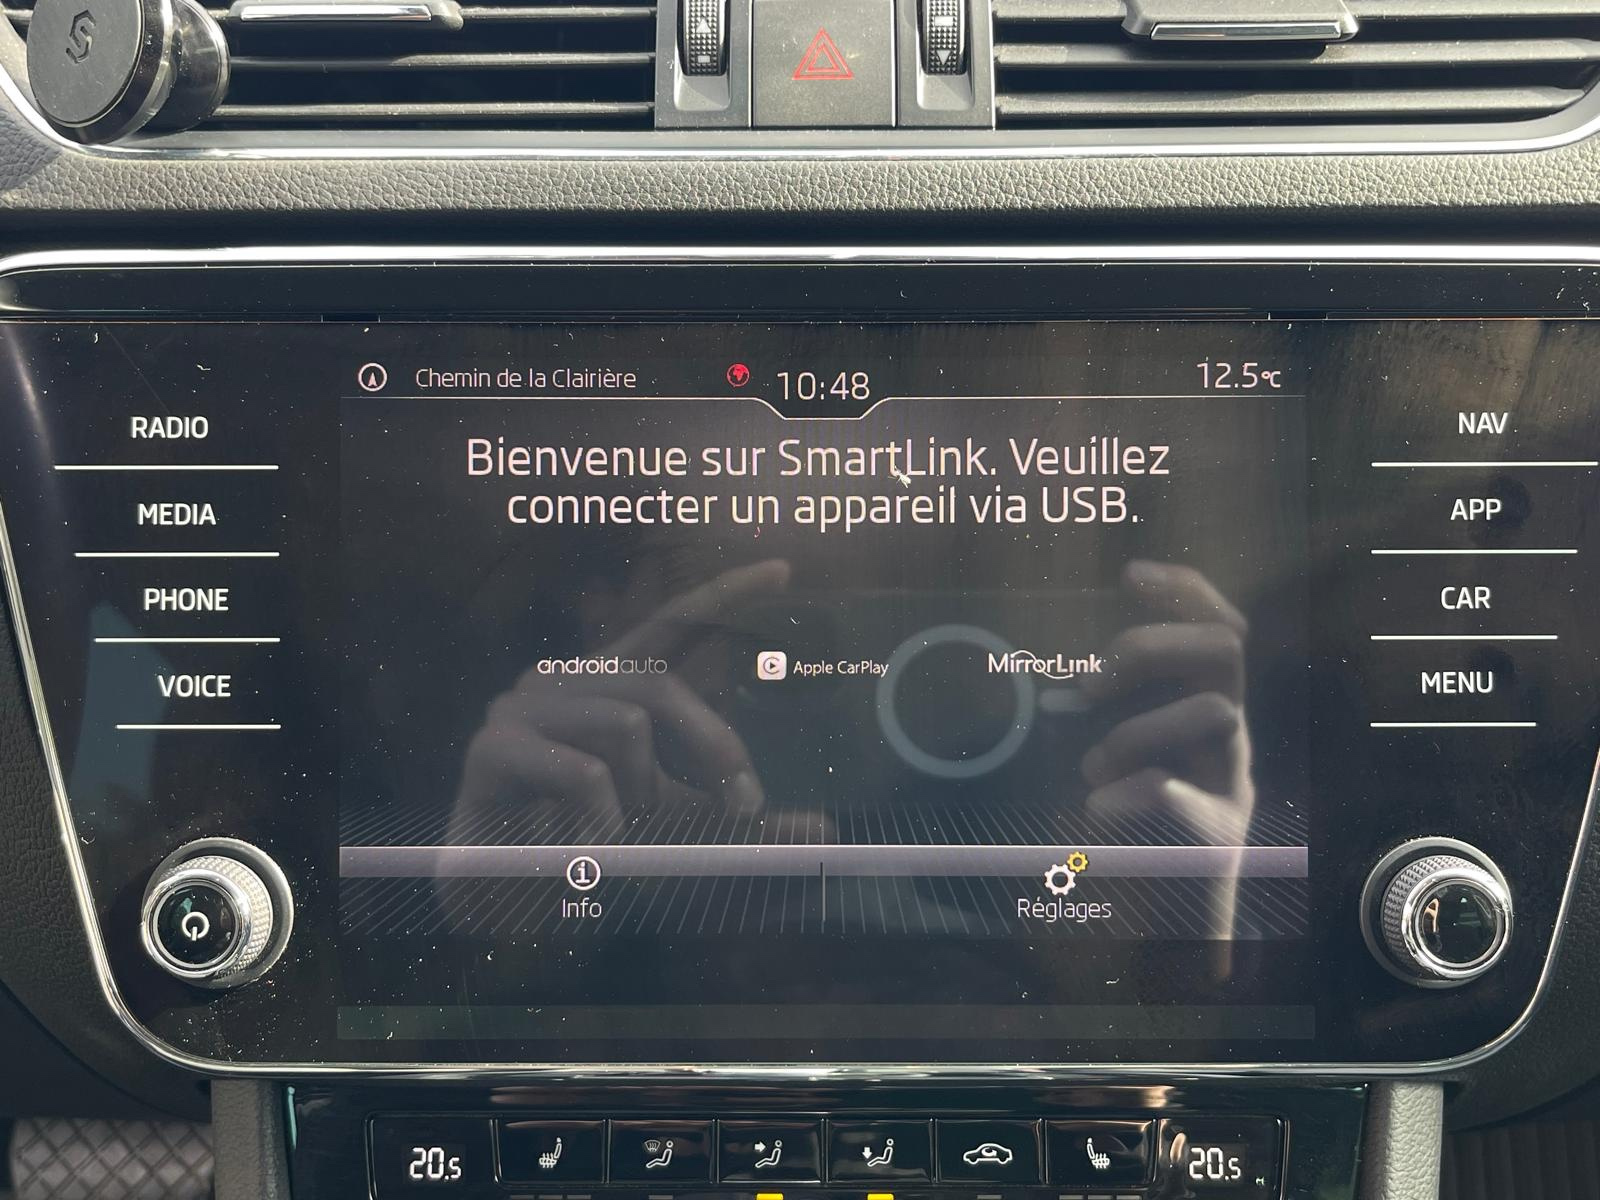 Chemin de la Clairière 10:48 12.5°C
RADIO
MEDIA
PHONE
VOICE
Bienvenue sur SmartLink. Veuillez
connecter un appareil via USB.
androidauto Apple CarPlay MirrorLink
Info Réglages
NAV
APP
CAR
MENU
20.5 20.5